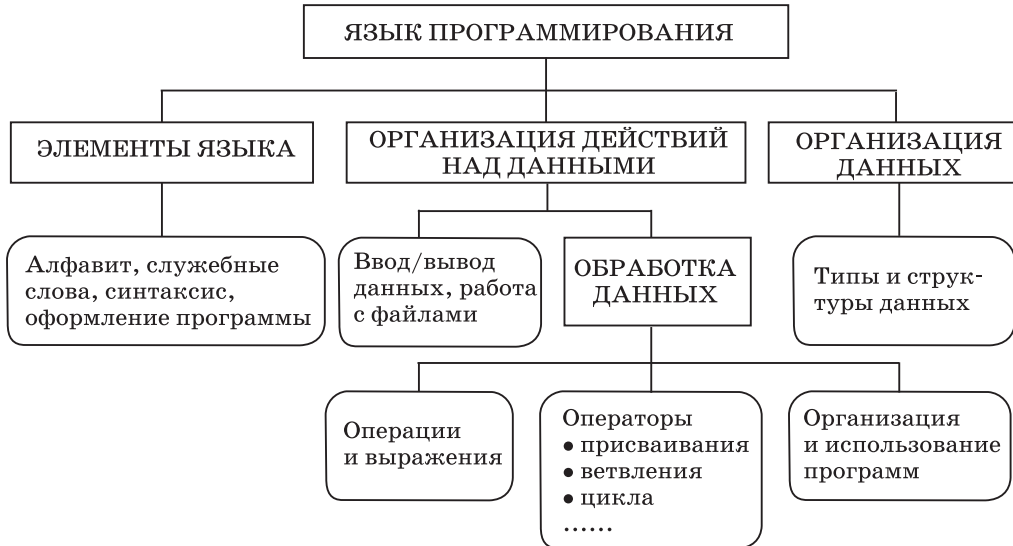 ЯЗЫК ПРОГРАММИРОВАНИЯ
ЭЛЕМЕНТЫ ЯЗЫКА
ОРГАНИЗАЦИЯ ДЕЙСТВИЙ
НАД ДАННЫМИ
ОРГАНИЗАЦИЯ
ДАННЫХ
Алфавит, служебные
слова, синтаксис,
оформление программы
Ввод/вывод
данных, работа
с файлами
ОБРАБОТКА
ДАННЫХ
Типы и струк-
туры данных
Операции
и выражения
Операторы
• присваивания
• ветвления
• цикла
......
Организация
и использование
программ